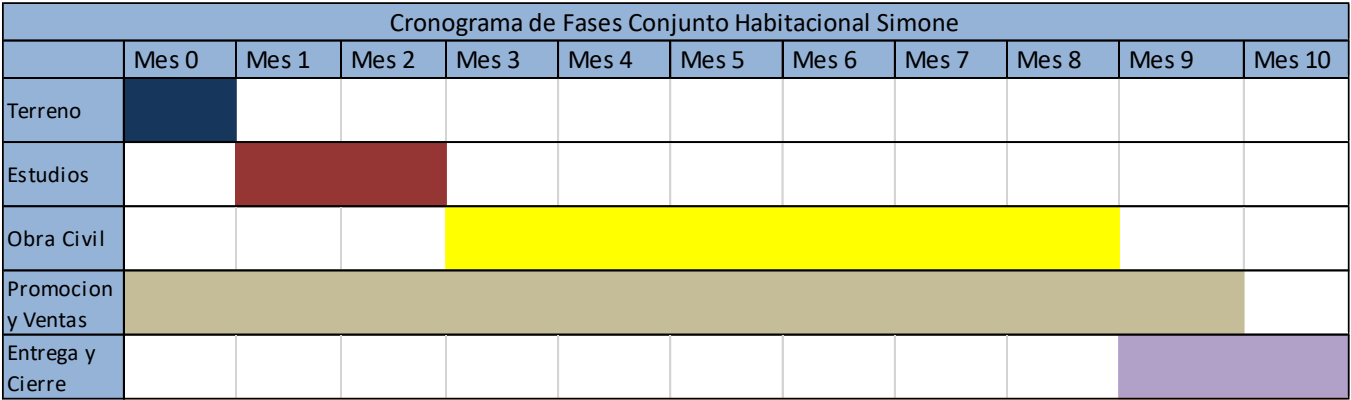 Cronograma de Fases Conjunto Habitacional Simone
Mes 0 Mes 1 Mes 2 Mes 3 Mes 4 Mes 5 Mes 6 Mes 7 Mes 8 Mes 9 Mes 10
Terreno
Estudios
Obra Civil
Promocion
y Ventas
Entrega y
Cierre